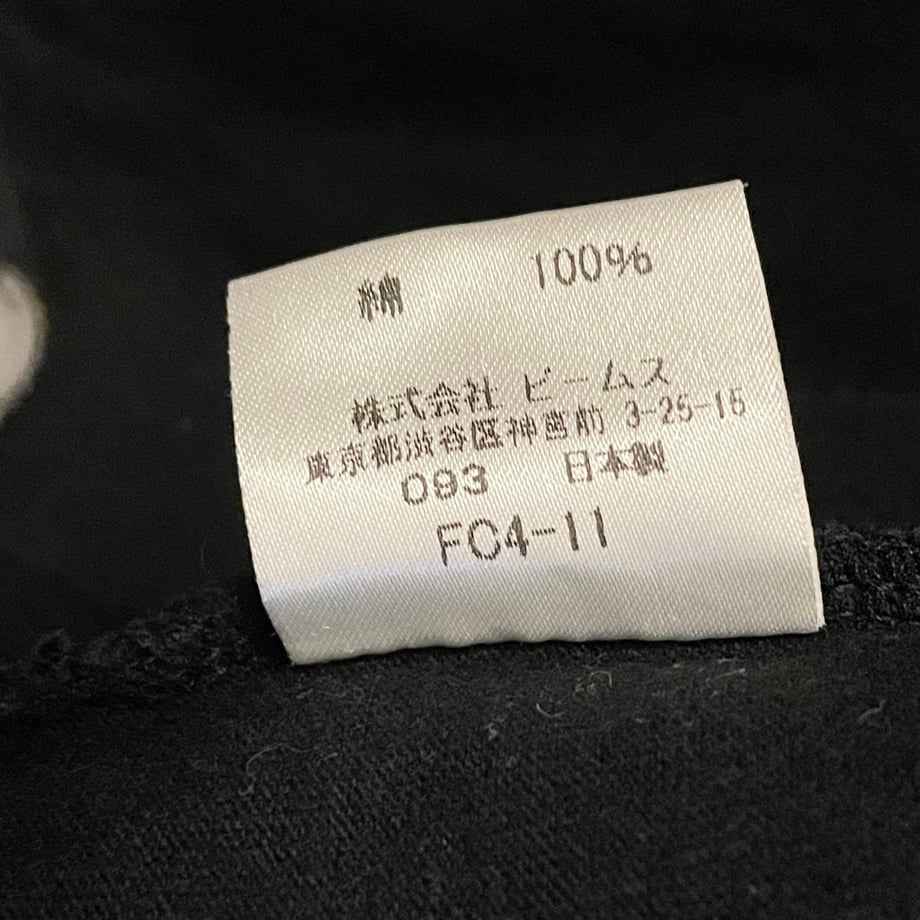 綿 100%
株式会社 ビームス
東京都渋谷区神宮前 3-25-15
093 日本製
FC4-11